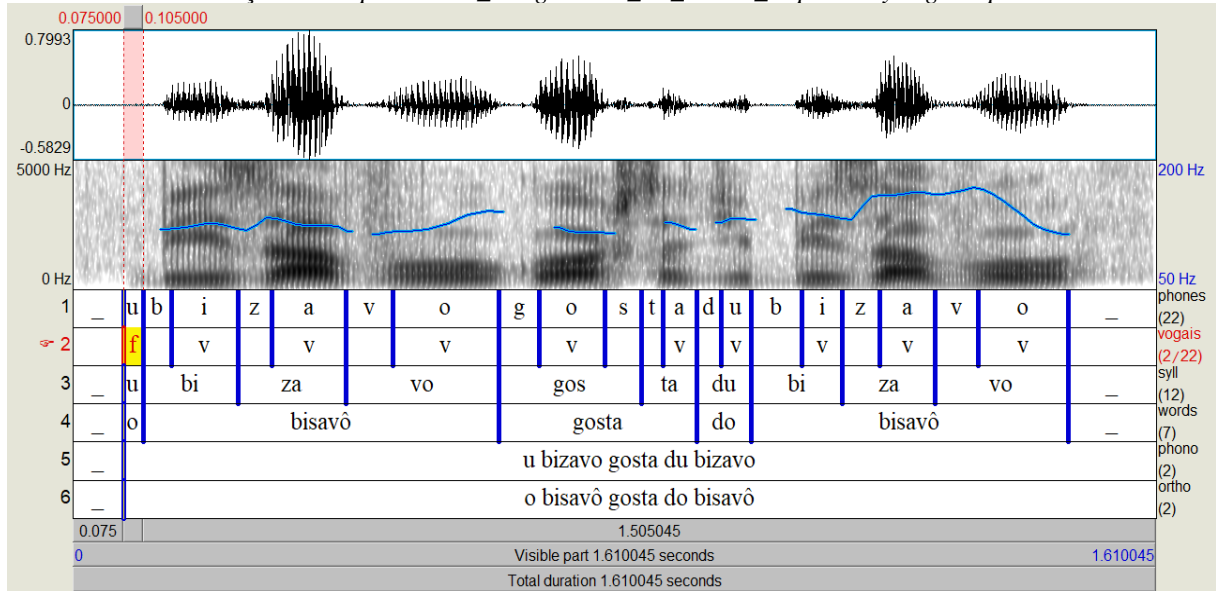 0.075000 0.105000
0.7993
0
-0.5829
5000 Hz 200 Hz
0 Hz 50 Hz
1 _ u b i z a v o g o s t a d u b i z a v o _ phones (22)
2 f v v v v v v v v v vogais (2/22)
3 _ u bi za vo gos ta du bi za vo _ syll (12)
4 _ o bisavô gosta do bisavô _ words (7)
5 _ u bizavo gosta du bizavo phono (2)
6 _ o bisavô gosta do bisavô ortho (2)
0.075 1.505045
0 Visible part 1.610045 seconds 1.610045
Total duration 1.610045 seconds